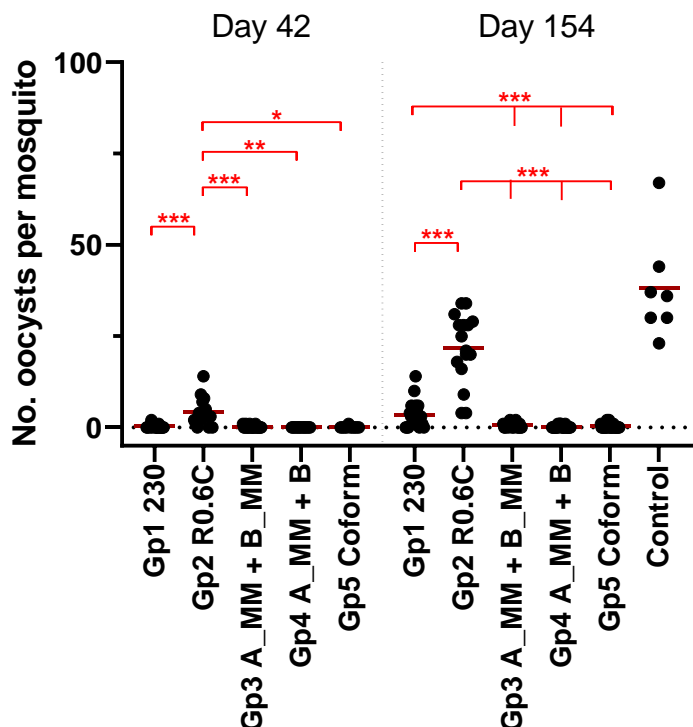 Day 42
Day 154
No. oocysts per mosquito
100
50
0
***
***
**
*
***
***
***
Gp1 230
Gp2 R0.6C
Gp3 A_MM + B_MM
Gp4 A_MM + B
Gp5 Coform
Gp1 230
Gp2 R0.6C
Gp3 A_MM + B_MM
Gp4 A_MM + B
Gp5 Coform
Control